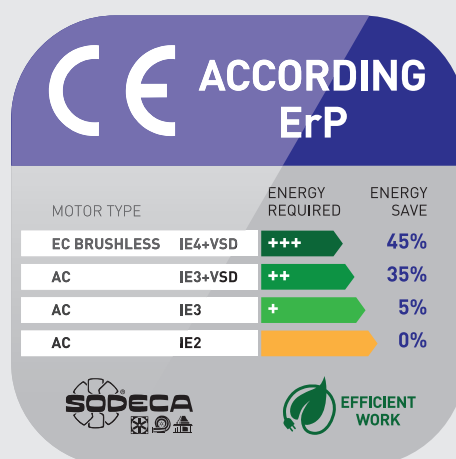 CE ACCORDING
ErP
MOTOR TYPE ENERGY REQUIRED ENERGY SAVE
EC BRUSHLESS IE4+VSD +++ 45%
AC IE3+VSD ++ 35%
AC IE3 + 5%
AC IE2 0%
SODECA
EFFICIENT
WORK